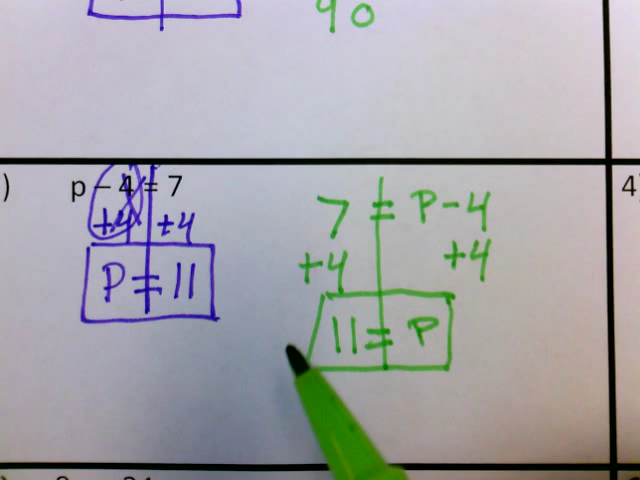 90
) p - 4 = 7
+4 +4
P = 11
7 = P - 4
+4 +4
11 = P
4)